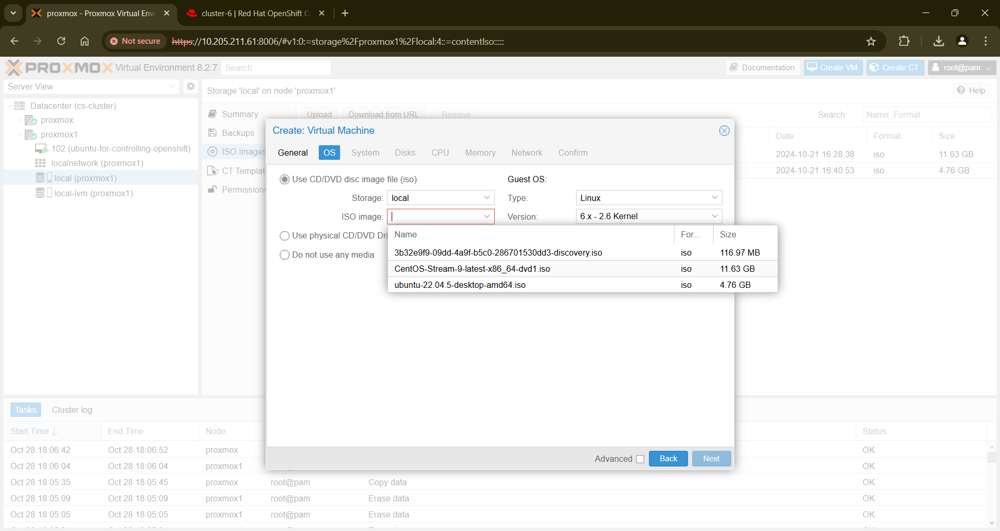 proxmox - Proxmox Virtual Envi
cluster-6 | Red Hat OpenShift C
Not secure
https://10.205.211.61:8006/#v1:0:=storage%2Fproxmox1%2Flocal:4::=contentIso:::::
PROXMOX Virtual Environment 8.2.7
Search
Documentation
Create VM
Create CT
root@pam
Server View
Storage 'local' on node 'proxmox1'
Help
Datacenter (cs-cluster)
proxmox
proxmox1
102 (ubuntu-for-controlling-openshift)
localnetwork (proxmox1)
local (proxmox1)
local-lvm (proxmox1)
Summary
Backups
ISO Images
CT Templat
Permissions
Upload
Download from URL
Remove
Search:
Name, Format
Date
Format
Size
2024-10-21 16:28:38
iso
11.63 GB
2024-10-21 16:40:53
iso
4.76 GB
Create: Virtual Machine
General
OS
System
Disks
CPU
Memory
Network
Confirm
Use CD/DVD disc image file (iso)
Storage:
local
ISO image:
Use physical CD/DVD Dri
Do not use any media
Guest OS:
Type:
Linux
Version:
6.x - 2.6 Kernel
Name
For...
Size
3b32e9f9-09dd-4a9f-b5c0-286701530dd3-discovery.iso
iso
116.97 MB
CentOS-Stream-9-latest-x86_64-dvd1.iso
iso
11.63 GB
ubuntu-22.04.5-desktop-amd64.iso
iso
4.76 GB
Advanced
Back
Next
Tasks
Cluster log
Start Time
End Time
Node
Status
Oct 28 18:06:42
Oct 28 18:06:52
proxmox
OK
Oct 28 18:06:04
Oct 28 18:06:04
proxmox1
OK
Oct 28 18:05:35
Oct 28 18:05:45
proxmox
root@pam
Copy data
OK
Oct 28 18:05:09
Oct 28 18:05:09
proxmox1
root@pam
Erase data
OK
Oct 28 18:05:05
Oct 28 18:05:05
proxmox1
root@pam
Erase data
OK